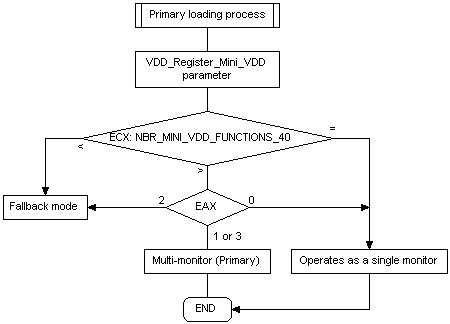 Primary loading process
VDD_Register_Mini_VDD
parameter
ECX: NBR_MINI_VDD_FUNCTIONS_40
=
<
>
Fallback mode
2
EAX
0
1 or 3
Multi-monitor (Primary)
Operates as a single monitor
END